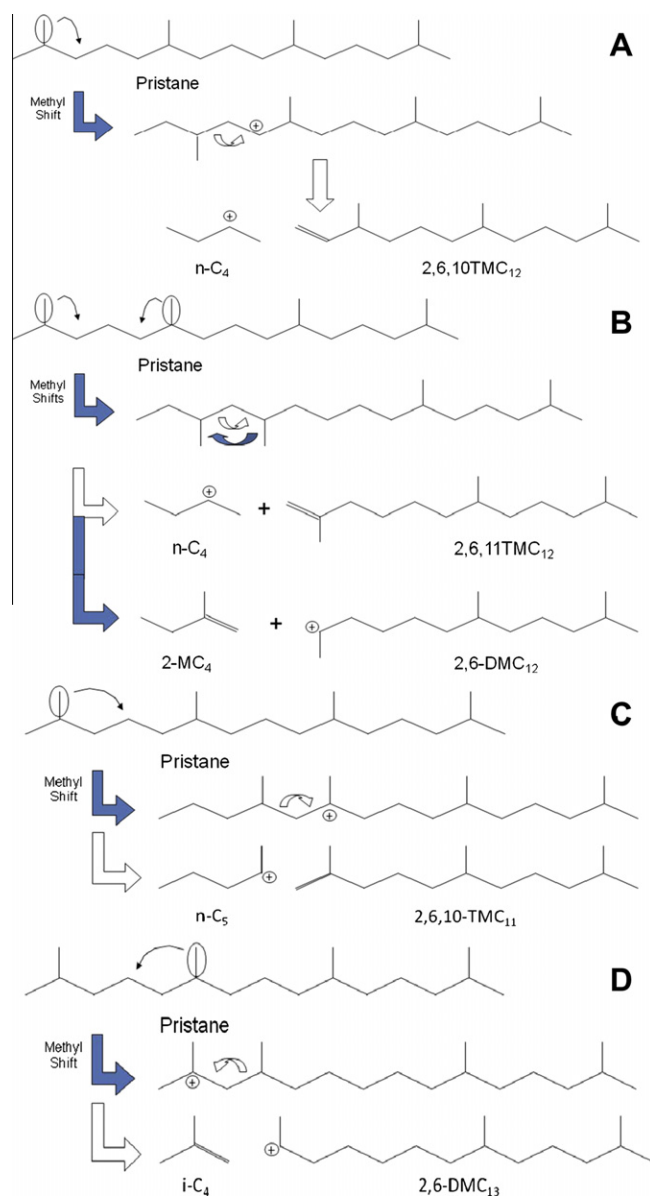 A
Pristane
Methyl
Shift
⊕
⊕
n-C₄
2,6,10TMC₁₂
B
Pristane
Methyl
Shifts
⊕
+
n-C₄
2,6,11TMC₁₂
+
⊕
2-MC₄
2,6-DMC₁₂
C
Pristane
Methyl
Shift
⊕
⊕
n-C₅
2,6,10-TMC₁₁
D
Pristane
Methyl
Shift
⊕
⊕
i-C₄
2,6-DMC₁₃